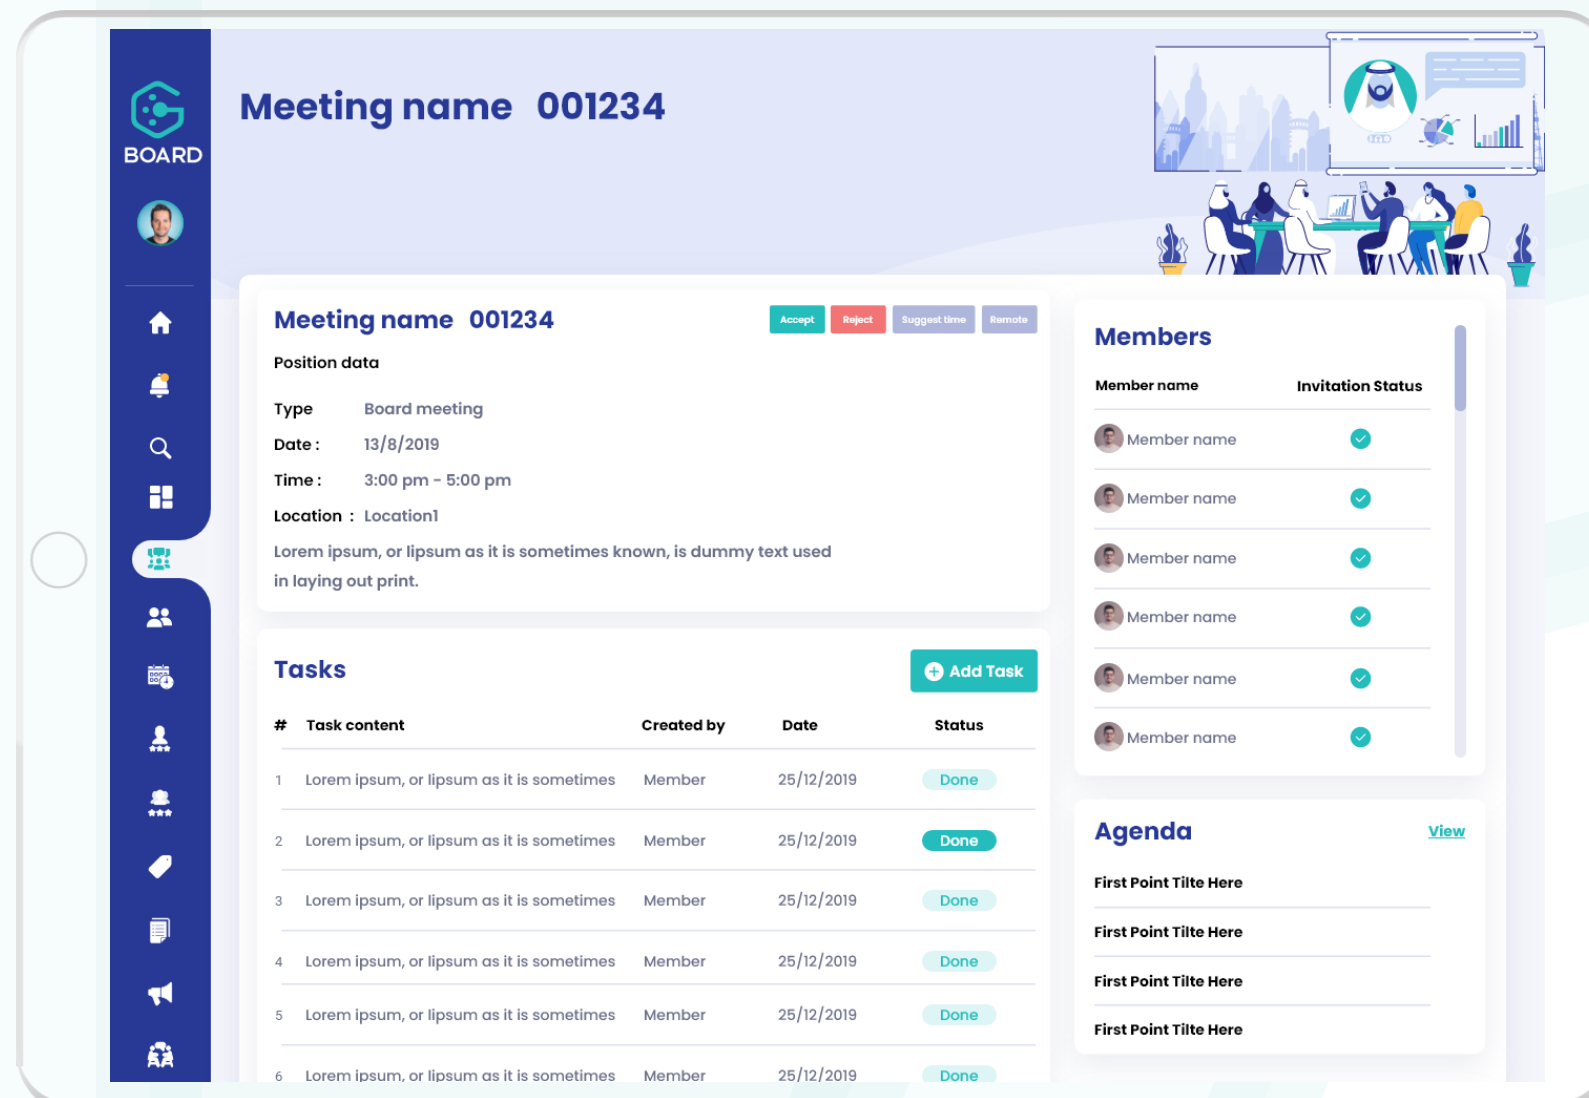 BOARD
Meeting name 001234
Meeting name 001234
Accept Reject Suggest time Remote
Position data
Type Board meeting
Date : 13/8/2019
Time : 3:00 pm - 5:00 pm
Location : Location1
Lorem ipsum, or lipsum as it is sometimes known, is dummy text used
in laying out print.
Tasks
Add Task
# Task content Created by Date Status
1 Lorem ipsum, or lipsum as it is sometimes Member 25/12/2019 Done
2 Lorem ipsum, or lipsum as it is sometimes Member 25/12/2019 Done
3 Lorem ipsum, or lipsum as it is sometimes Member 25/12/2019 Done
4 Lorem ipsum, or lipsum as it is sometimes Member 25/12/2019 Done
5 Lorem ipsum, or lipsum as it is sometimes Member 25/12/2019 Done
6 Lorem ipsum, or lipsum as it is sometimes Member 25/12/2019 Done
Members
Member name Invitation Status
Member name
Member name
Member name
Member name
Member name
Member name
Agenda
View
First Point Tilte Here
First Point Tilte Here
First Point Tilte Here
First Point Tilte Here